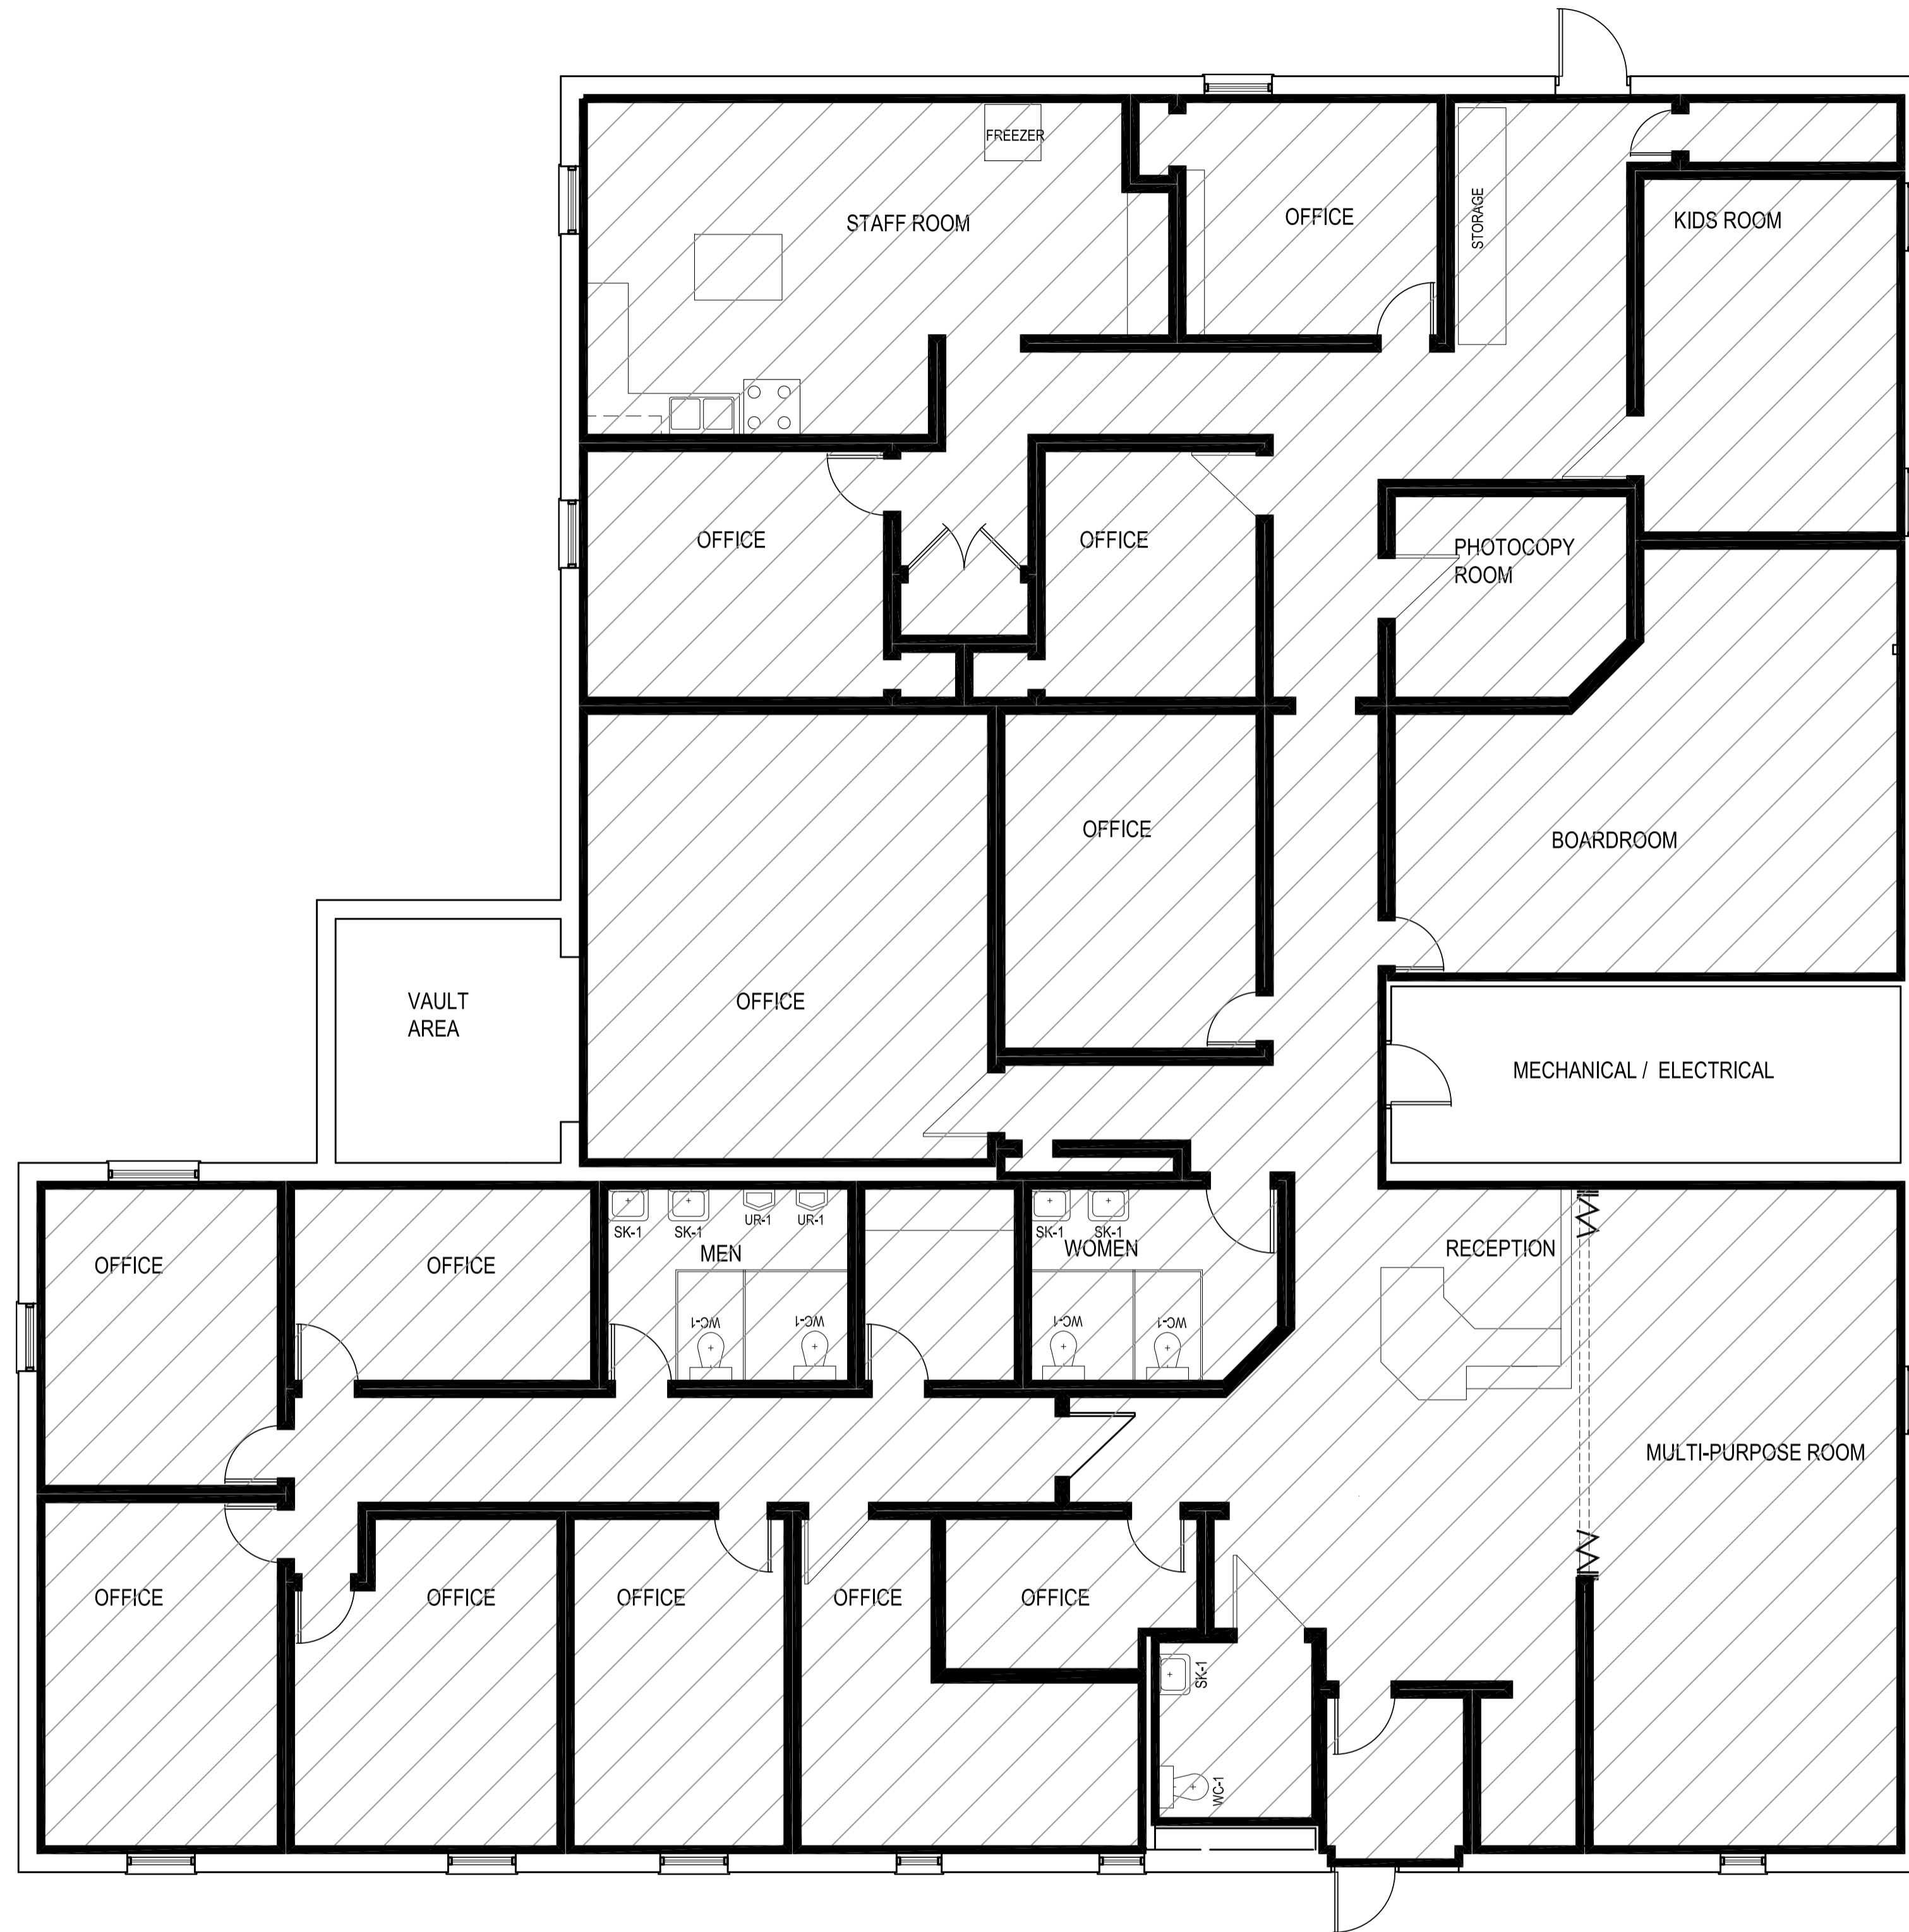 FREEZER
STAFF ROOM
OFFICE
STORAGE
KIDS ROOM
OFFICE
OFFICE
PHOTOCOPY
ROOM
OFFICE
BOARDROOM
VAULT
AREA
OFFICE
MECHANICAL / ELECTRICAL
SK-1
SK-1
UR-1
UR-1
SK-1
SK-1
OFFICE
OFFICE
MEN
WOMEN
RECEPTION
WC-1
WC-1
WC-1
WC-1
MULTI-PURPOSE ROOM
OFFICE
OFFICE
OFFICE
OFFICE
OFFICE
SK-1
WC-1